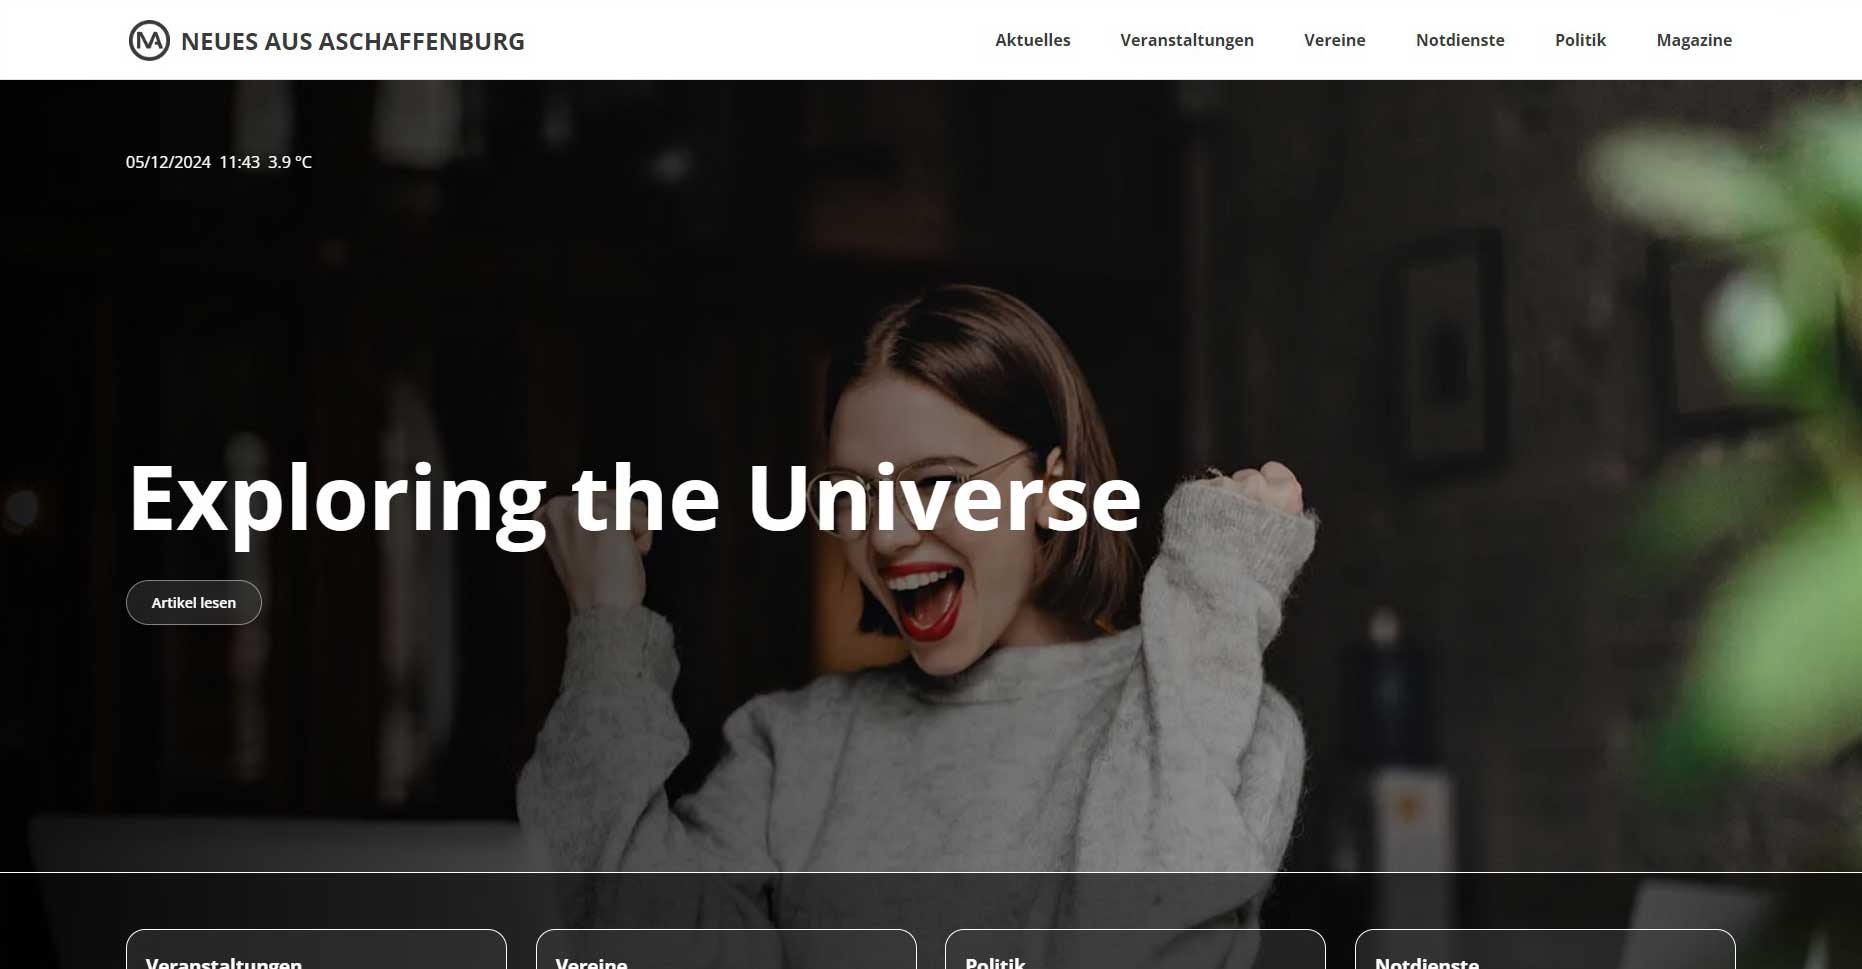 NEUES AUS ASCHAFFENBURG
Aktuelles Veranstaltungen Vereine Notdienste Politik Magazine
05/12/2024 11:43 3.9 °C
Exploring the Universe
Artikel lesen
Veranstaltungen Vereine Politik Notdienste